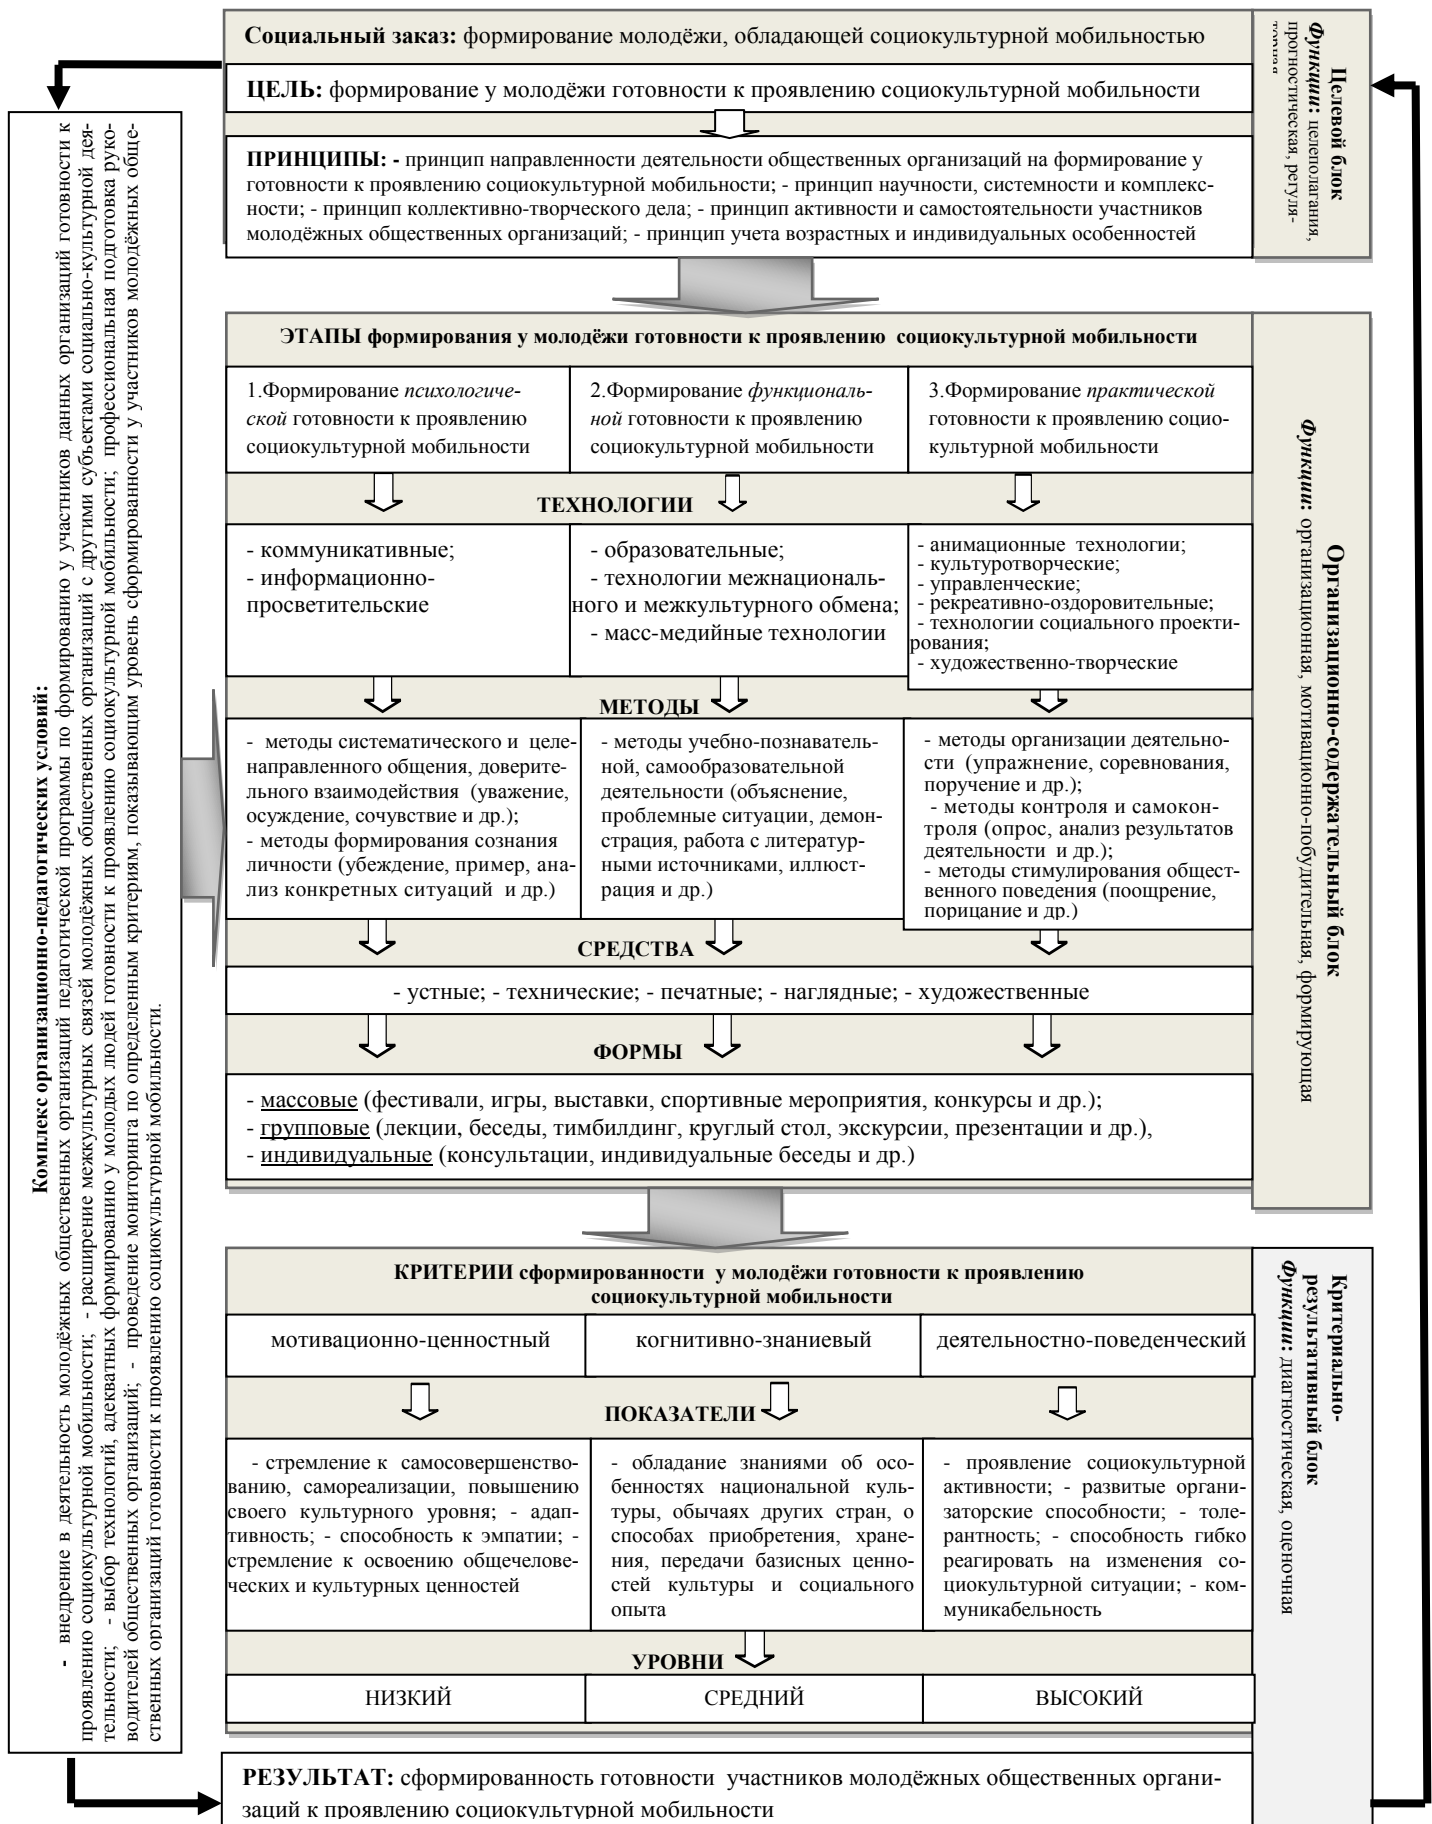 Социальный заказ: формирование молодёжи, обладающей социокультурной мобильностью
ЦЕЛЬ: формирование у молодёжи готовности к проявлению социокультурной мобильности
ПРИНЦИПЫ: - принцип направленности деятельности общественных организаций на формирование у
готовности к проявлению социокультурной мобильности; - принцип научности, системности и комплекс-
ности; - принцип коллективно-творческого дела; - принцип активности и самостоятельности участников
молодёжных общественных организаций; - принцип учета возрастных и индивидуальных особенностей
Целевой блок
Функции: целеполагания,
прогностическая, регуля-
торная
Комплекс организационно-педагогических условий:
- внедрение в деятельность молодёжных общественных организаций педагогической программы по формированию у участников данных организаций готовности к
проявлению социокультурной мобильности; - расширение межкультурных связей молодёжных общественных организаций с другими субъектами социально-культурной дея-
тельности; - выбор технологий, адекватных формированию у молодых людей готовности к проявлению социокультурной мобильности; профессиональная подготовка руко-
водителей общественных организаций; - проведение мониторинга по определенным критериям, показывающим уровень сформированности у участников молодёжных обще-
ственных организаций готовности к проявлению социокультурной мобильности.
ЭТАПЫ формирования у молодёжи готовности к проявлению социокультурной мобильности
1.Формирование психологиче-
ской готовности к проявлению
социокультурной мобильности
2.Формирование функциональ-
ной готовности к проявлению
социокультурной мобильности
3.Формирование практической
готовности к проявлению социо-
культурной мобильности
ТЕХНОЛОГИИ
- коммуникативные;
- информационно-
просветительские
- образовательные;
- технологии межнациональ-
ного и межкультурного обмена;
- масс-медийные технологии
- анимационные технологии;
- культуротворческие;
- управленческие;
- рекреативно-оздоровительные;
- технологии социального проекти-
рования;
- художественно-творческие
МЕТОДЫ
- методы систематического и целе-
направленного общения, доверите-
льного взаимодействия (уважение,
осуждение, сочувствие и др.);
- методы формирования сознания
личности (убеждение, пример, ана-
лиз конкретных ситуаций и др.)
- методы учебно-познаватель-
ной, самообразовательной
деятельности (объяснение,
проблемные ситуации, демон-
страция, работа с литератур-
ными источниками, иллюст-
рация и др.)
- методы организации деятельно-
сти (упражнение, соревнования,
поручение и др.);
- методы контроля и самокон-
троля (опрос, анализ результатов
деятельности и др.);
- методы стимулирования общест-
венного поведения (поощрение,
порицание и др.)
СРЕДСТВА
- устные; - технические; - печатные; - наглядные; - художественные
ФОРМЫ
- массовые (фестивали, игры, выставки, спортивные мероприятия, конкурсы и др.);
- групповые (лекции, беседы, тимбилдинг, круглый стол, экскурсии, презентации и др.),
- индивидуальные (консультации, индивидуальные беседы и др.)
Организационно-содержательный блок
Функции: организационная, мотивационно-побудительная, формирующая
КРИТЕРИИ сформированности у молодёжи готовности к проявлению
социокультурной мобильности
мотивационно-ценностный
когнитивно-знаниевый
деятельностно-поведенческий
ПОКАЗАТЕЛИ
- стремление к самосовершенство-
ванию, самореализации, повышению
своего культурного уровня; - адап-
тивность; - способность к эмпатии; -
стремление к освоению общечелове-
ческих и культурных ценностей
- обладание знаниями об осо-
бенностях национальной куль-
туры, обычаях других стран, о
способах приобретения, хране-
ния, передачи базисных ценно-
стей культуры и социального
опыта
- проявление социокультурной
активности; - развитые органи-
заторские способности; - толе-
рантность; - способность гибко
реагировать на изменения со-
циокультурной ситуации; - ком-
муникабельность
УРОВНИ
НИЗКИЙ
СРЕДНИЙ
ВЫСОКИЙ
Критериально-
результативный блок
Функции: диагностическая, оценочная
РЕЗУЛЬТАТ: сформированность готовности участников молодёжных общественных органи-
заций к проявлению социокультурной мобильности